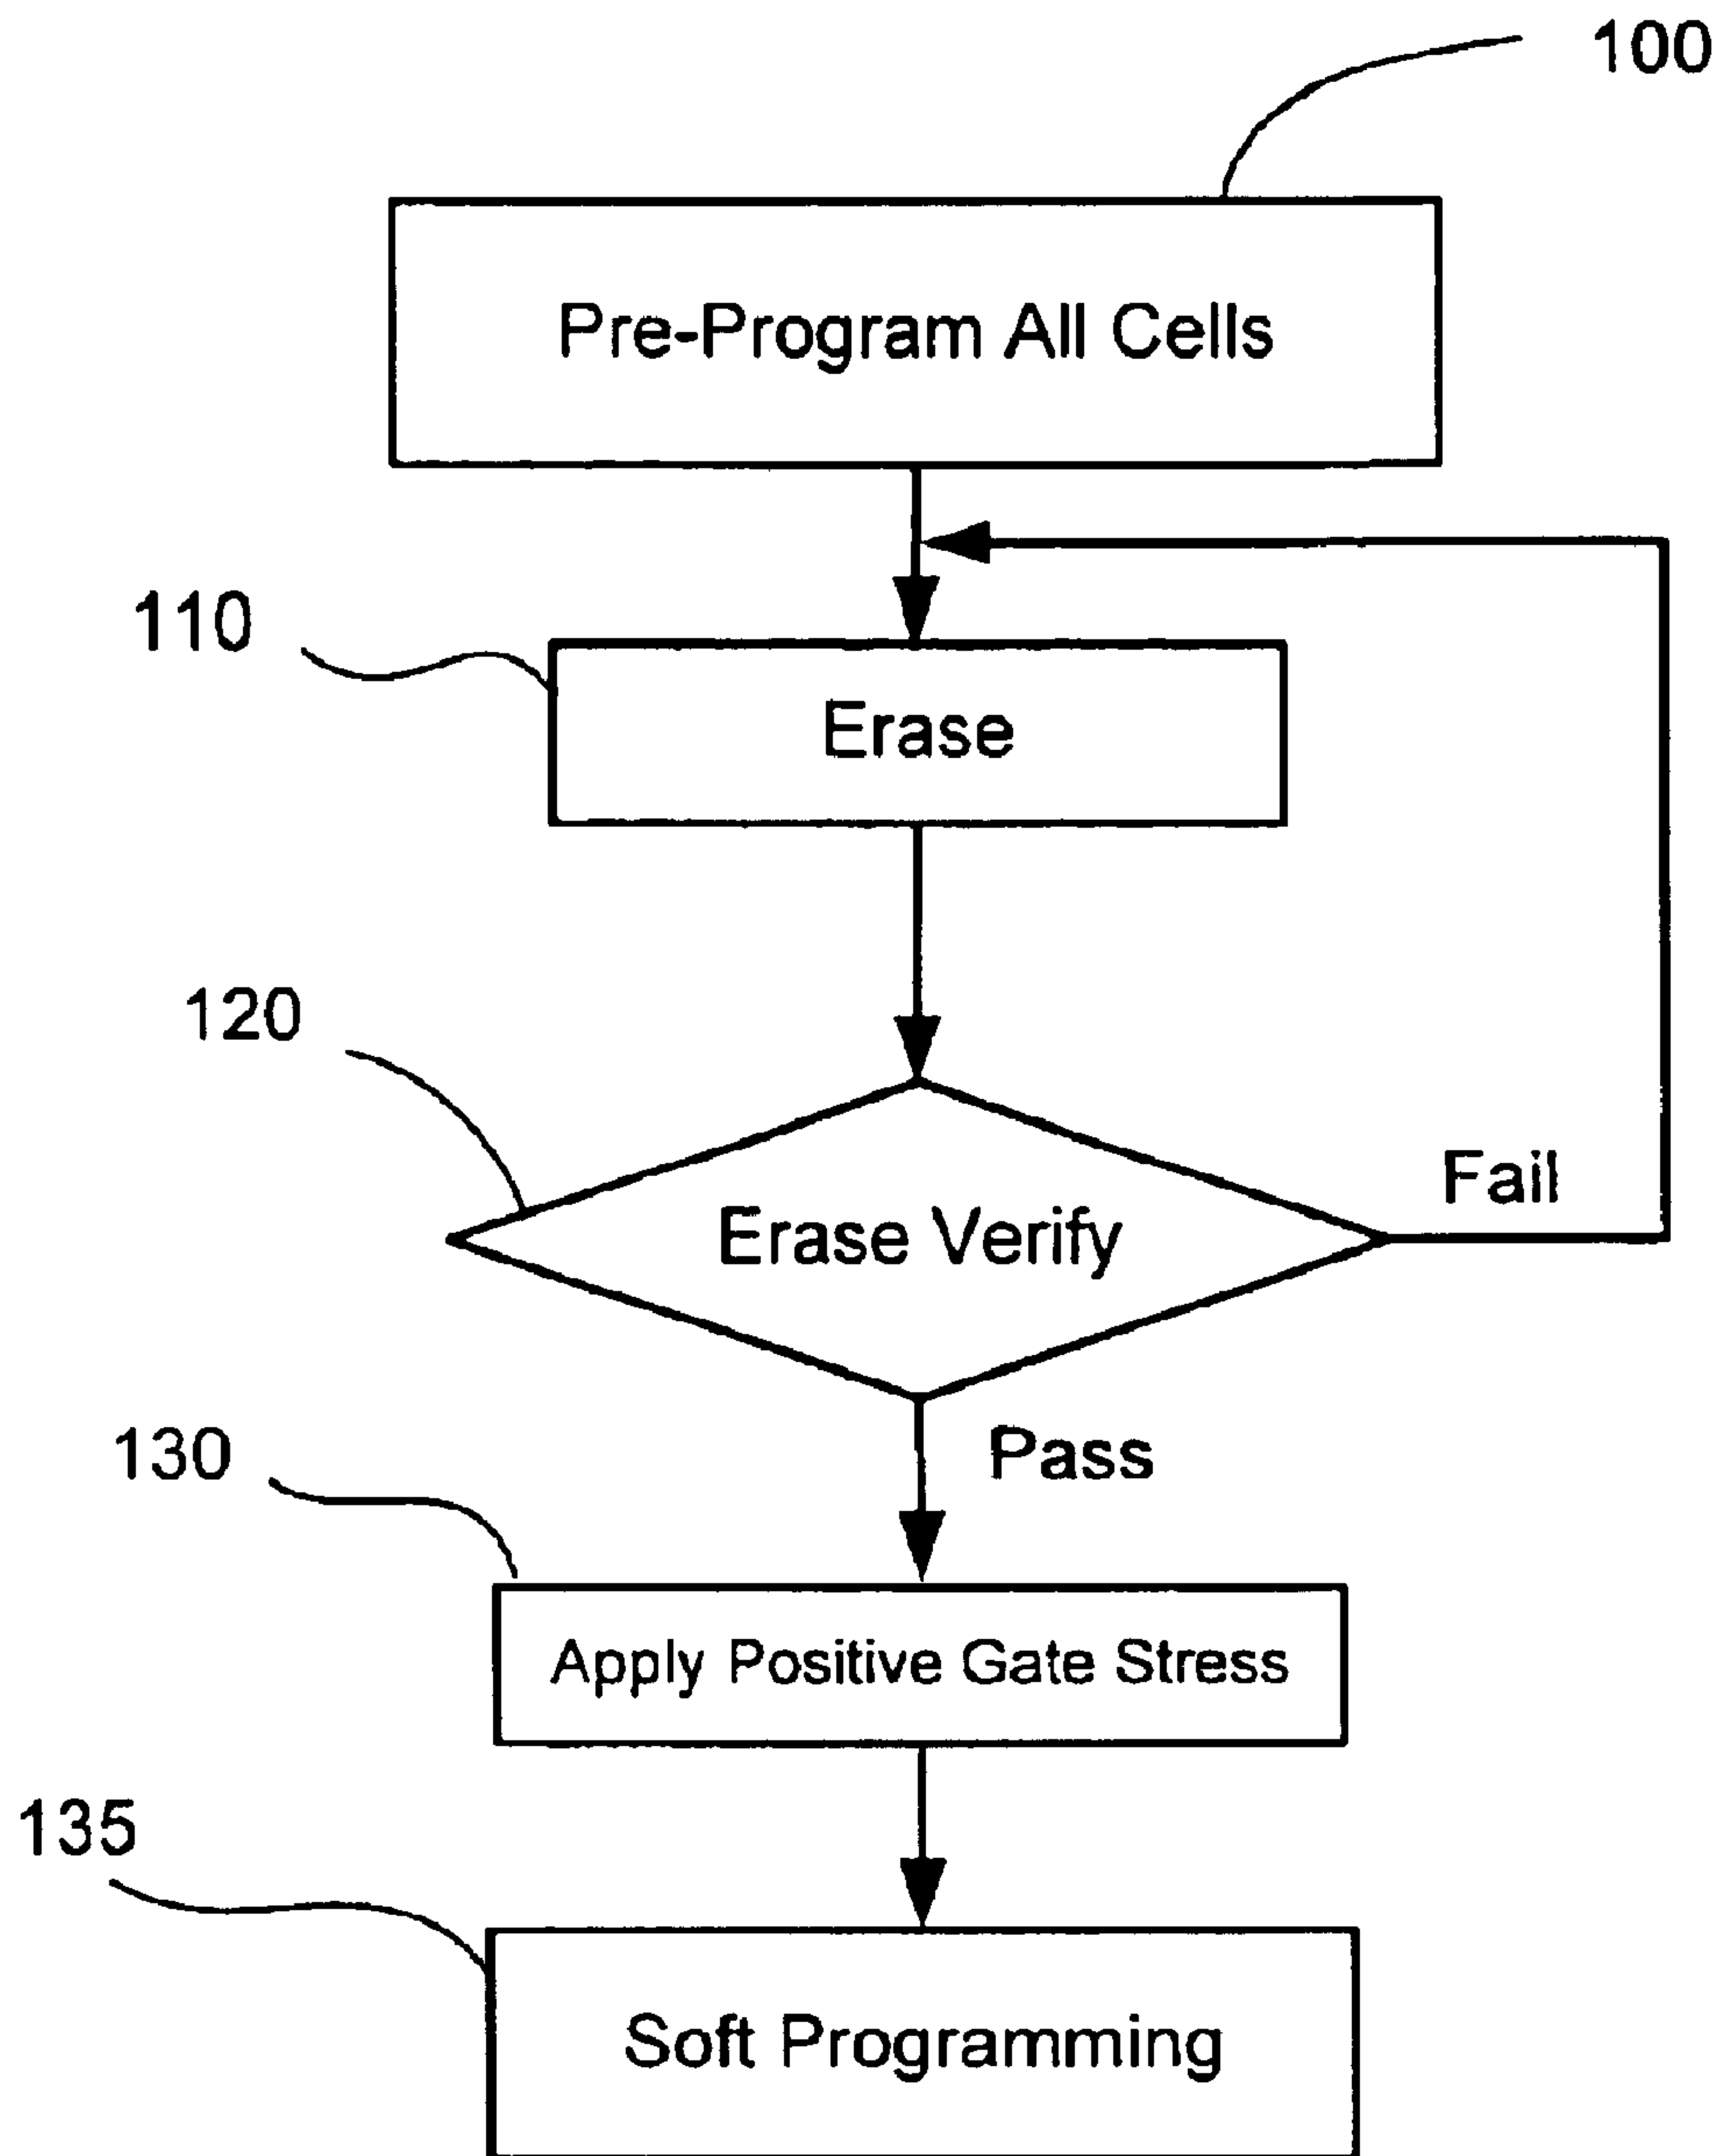 100
Pre-Program All Cells
110
Erase
120
Erase Verify
Fail
Pass
130
Apply Positive Gate Stress
135
Soft Programming